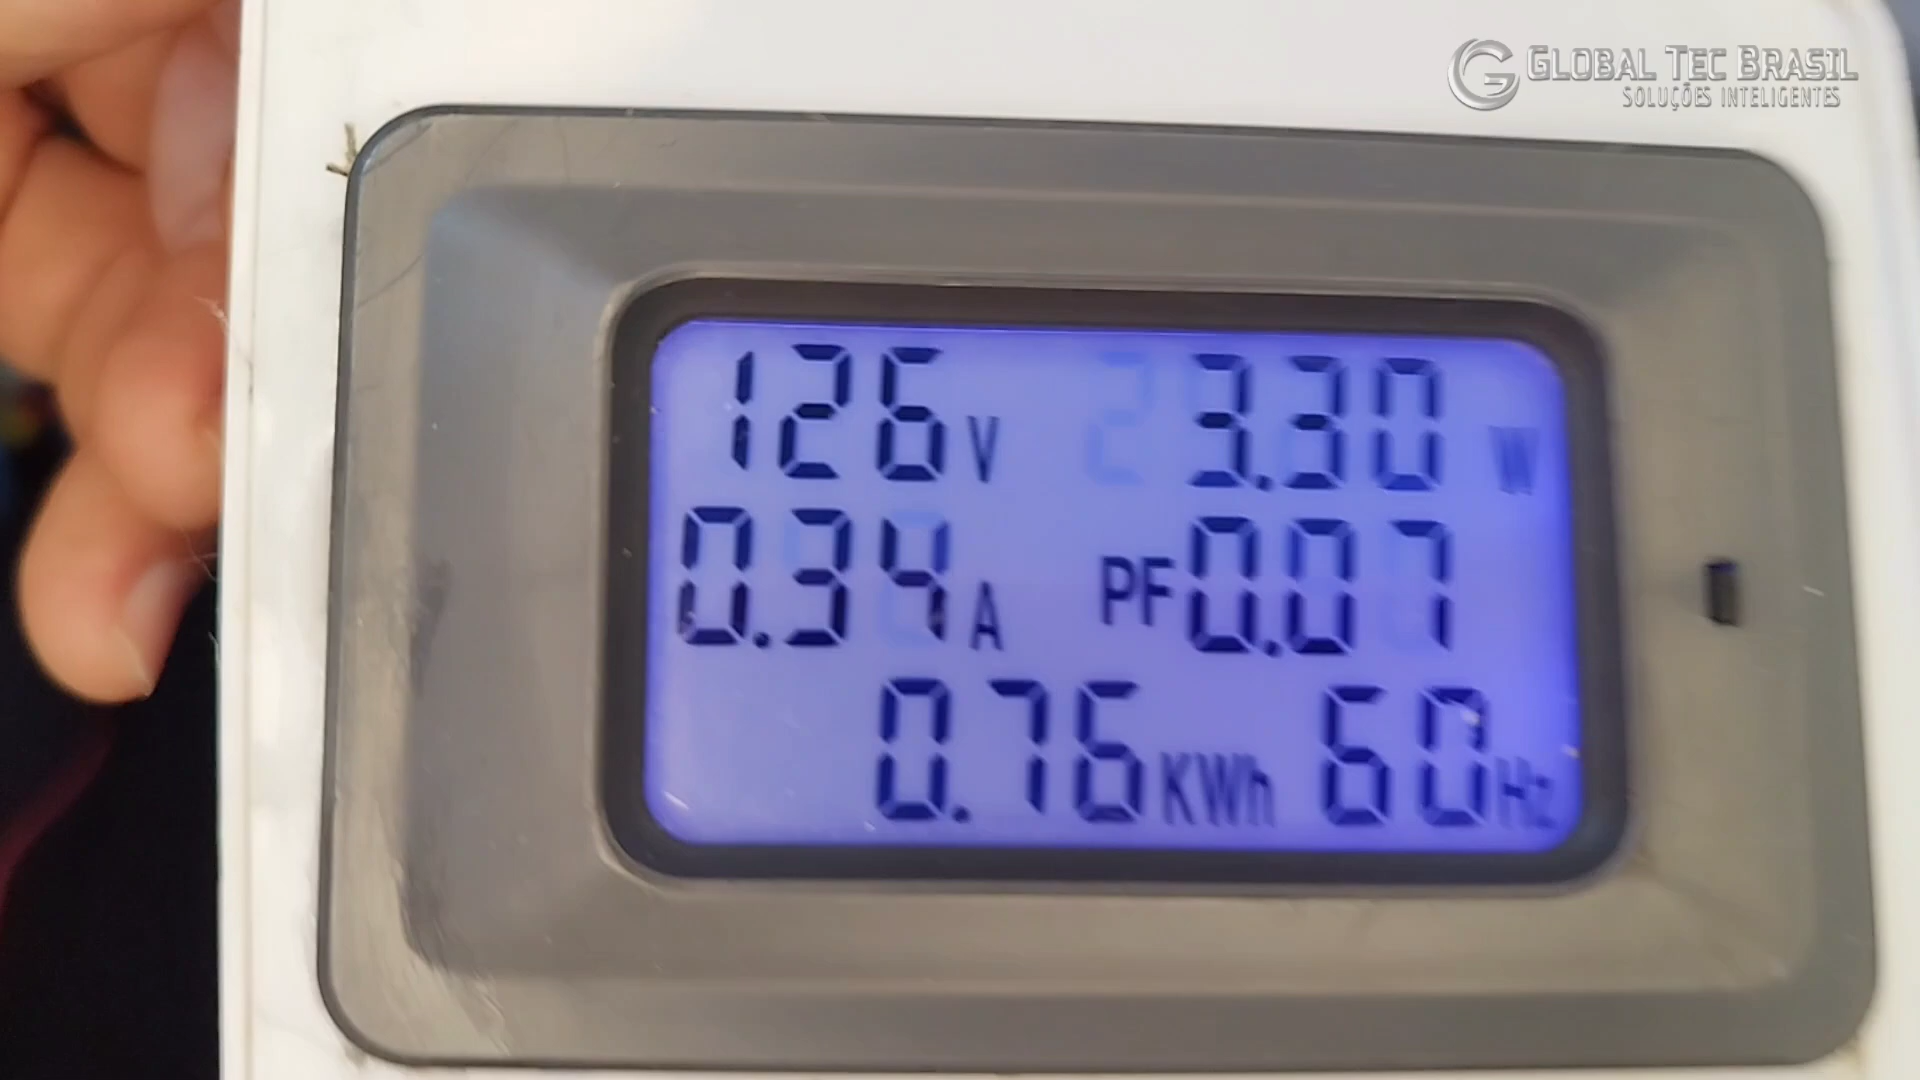 GLOBAL TEC BRASIL
SOLUÇÕES INTELIGENTES
126 V 3.30 W
0.34 A PF 0.07
0.76 KWh 60 Hz